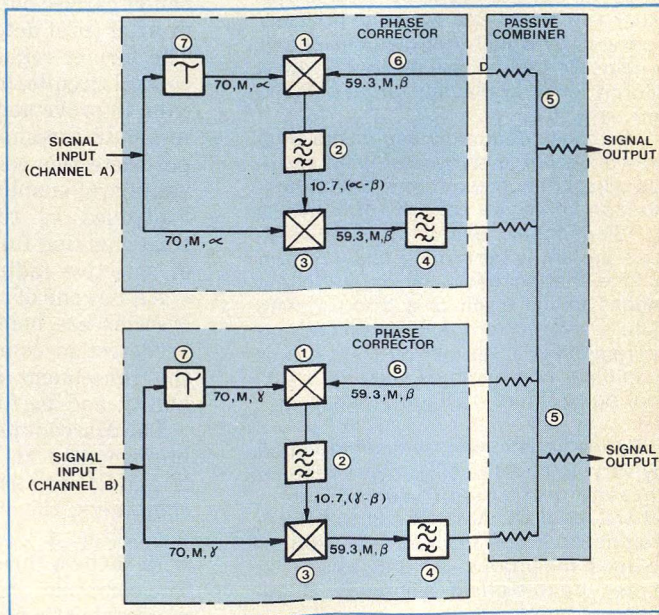 PHASE CORRECTOR
PASSIVE COMBINER
⑦
①
⑥
⑤
T
70, M, α
59.3, M, β
D
SIGNAL INPUT (CHANNEL A)
②
SIGNAL OUTPUT
10.7, (α-β)
70, M, α
59.3, M, β
③
④
PHASE CORRECTOR
⑦
①
⑥
⑤
T
70, M, γ
59.3, M, β
SIGNAL INPUT (CHANNEL B)
②
SIGNAL OUTPUT
10.7, (γ-β)
70, M, γ
59.3, M, β
③
④